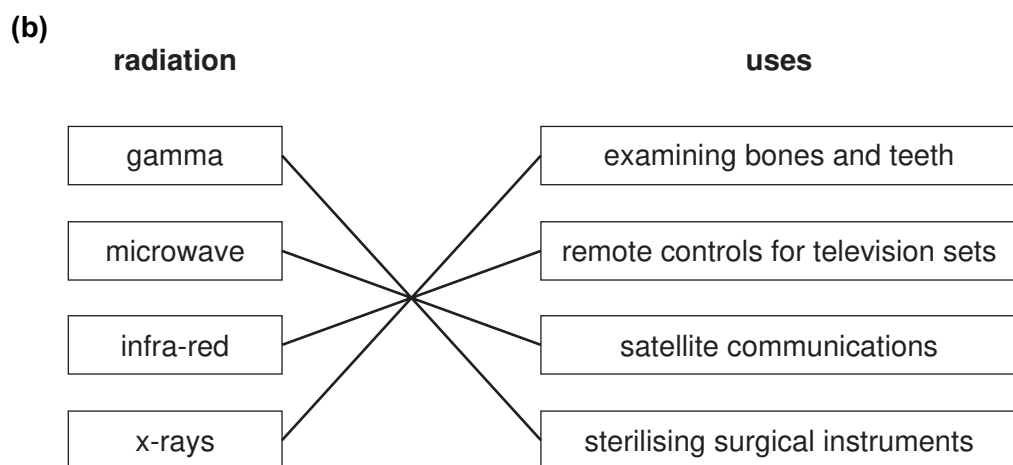 (b)
radiation uses
gamma examining bones and teeth
microwave remote controls for television sets
infra-red satellite communications
x-rays sterilising surgical instruments